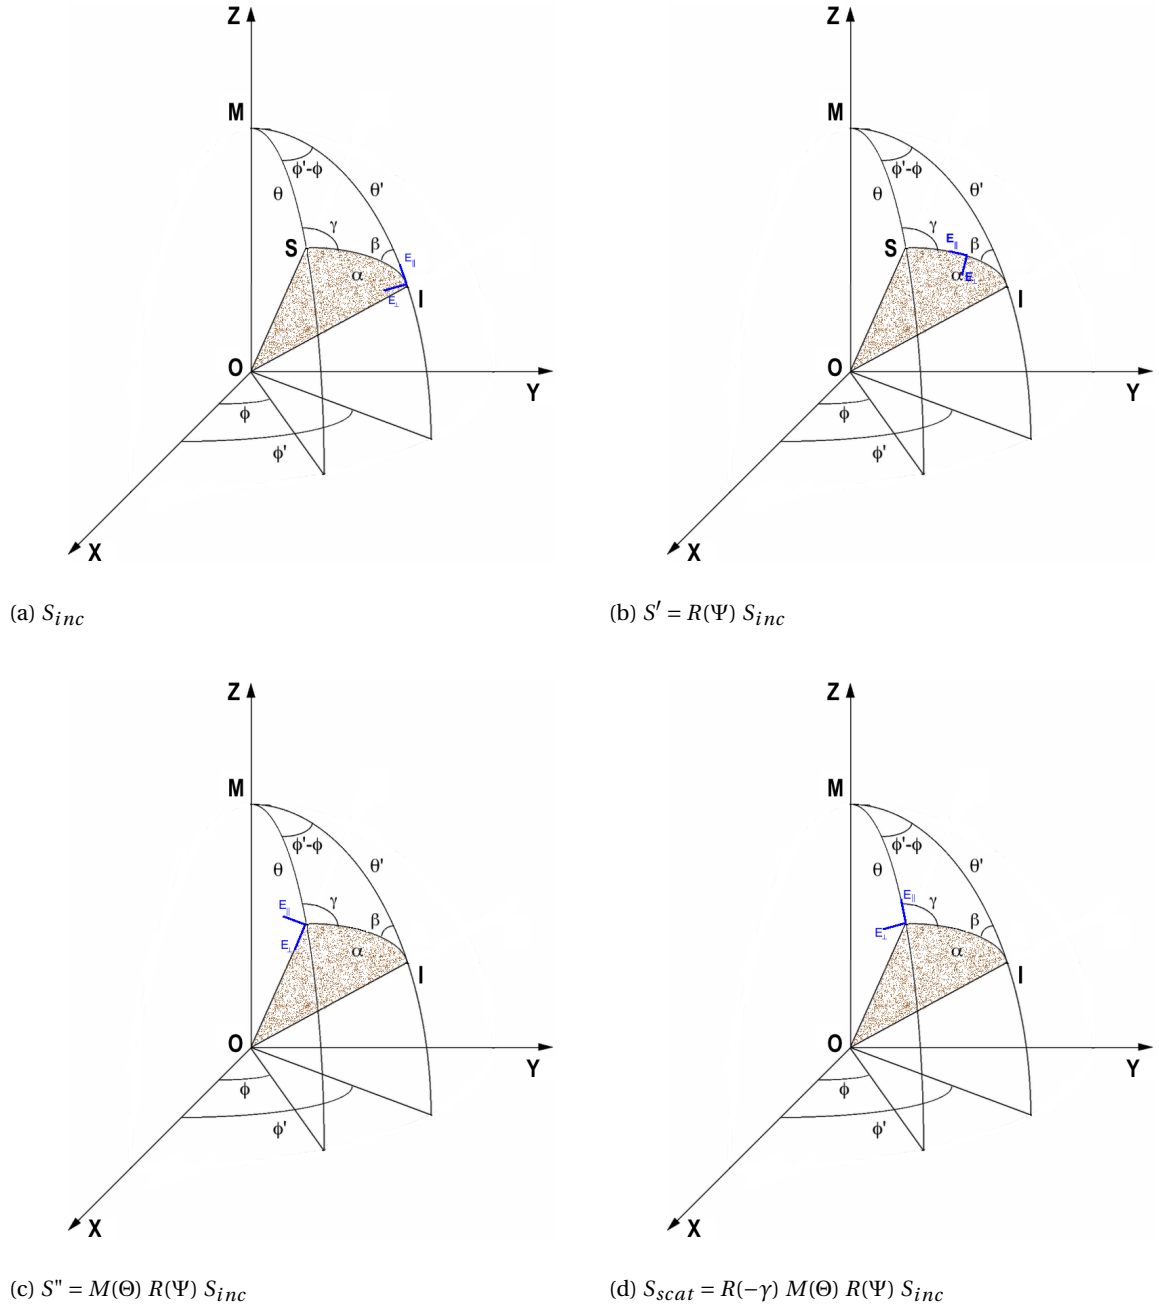 Z
M
ϕ'-ϕ
θ
θ'
γ
S
β
E∥
α
E⊥
I
O
Y
ϕ
ϕ'
X
(a) S_inc
Z
M
ϕ'-ϕ
θ
θ'
γ
E∥
S
β
α
E⊥
I
O
Y
ϕ
ϕ'
X
(b) S′ = R(Ψ) S_inc
Z
M
ϕ'-ϕ
θ
θ'
E∥
γ
β
E⊥
α
I
O
Y
ϕ
ϕ'
X
(c) S" = M(Θ) R(Ψ) S_inc
Z
M
ϕ'-ϕ
θ
θ'
E∥
γ
β
E⊥
α
I
O
Y
ϕ
ϕ'
X
(d) S_scat = R(−γ) M(Θ) R(Ψ) S_inc